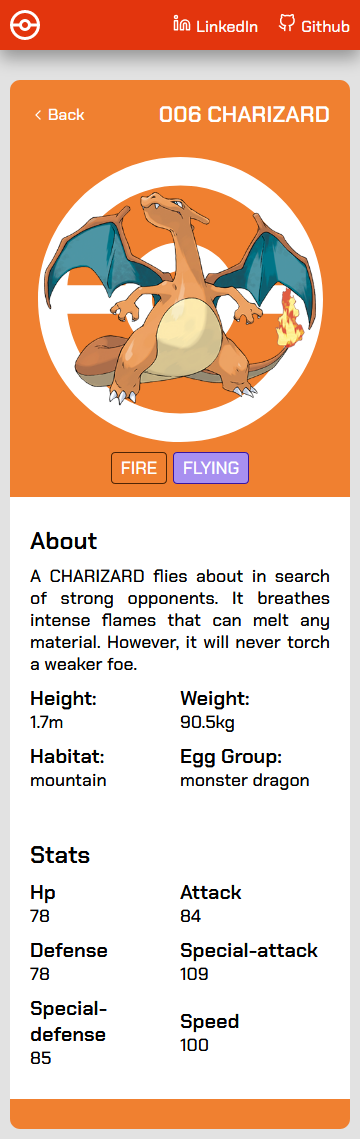 LinkedIn Github
Back 006 CHARIZARD
FIRE FLYING
About
A CHARIZARD flies about in search
of strong opponents. It breathes
intense flames that can melt any
material. However, it will never torch
a weaker foe.
Height: Weight:
1.7m 90.5kg
Habitat: Egg Group:
mountain monster dragon
Stats
Hp Attack
78 84
Defense Special-attack
78 109
Special-
defense
85
Speed
100